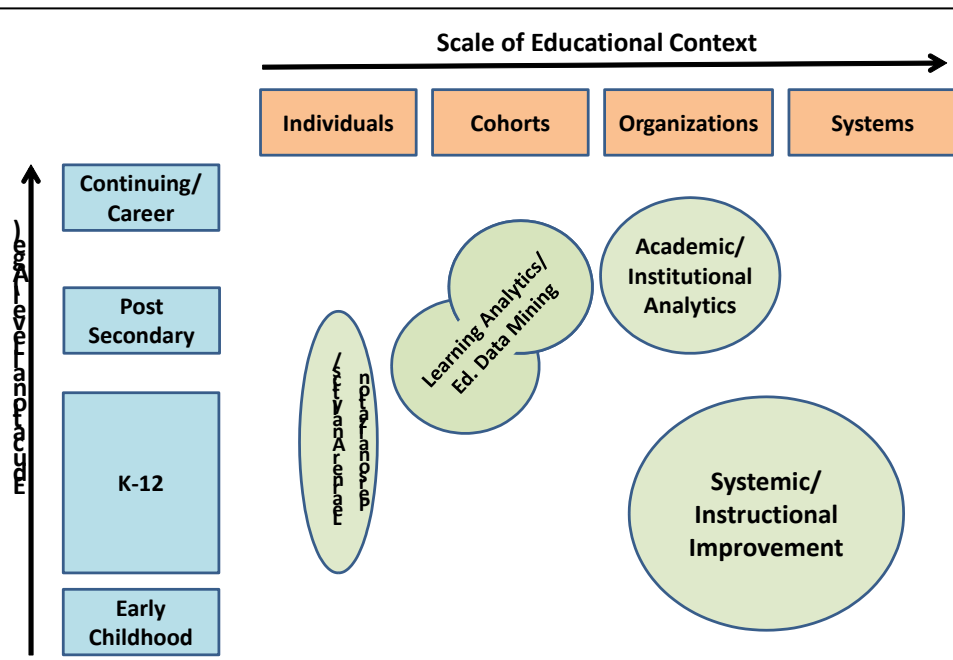 Scale of Educational Context
Individuals
Cohorts
Organizations
Systems
Educational Level (Age)
Continuing/
Career
Post
Secondary
K-12
Early
Childhood
Learner Analytics/
Personalization
Learning Analytics/
Ed. Data Mining
Academic/
Institutional
Analytics
Systemic/
Instructional
Improvement